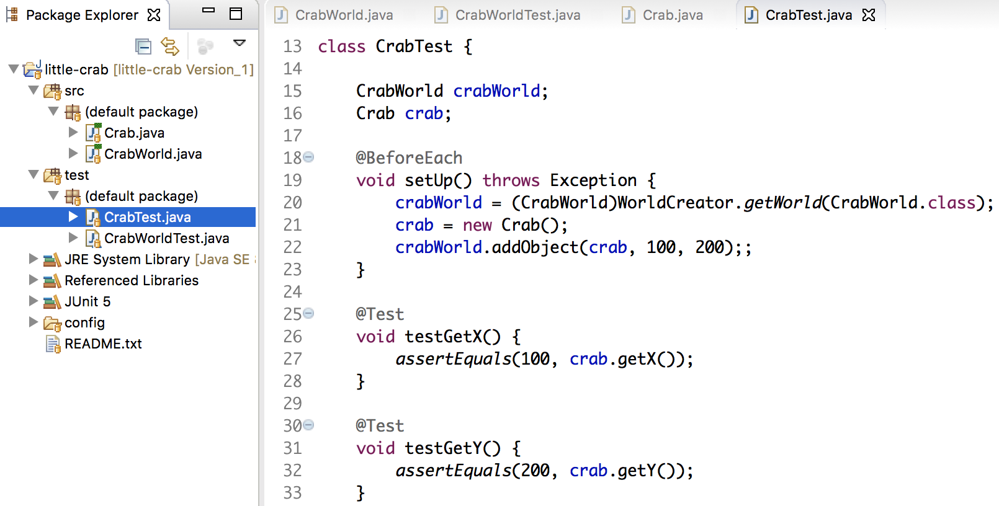 Package Explorer
little-crab [little-crab Version_1]
src
(default package)
Crab.java
CrabWorld.java
test
(default package)
CrabTest.java
CrabWorldTest.java
JRE System Library [Java SE
Referenced Libraries
JUnit 5
config
README.txt
CrabWorld.java CrabWorldTest.java Crab.java CrabTest.java
13 class CrabTest {
14
15 CrabWorld crabWorld;
16 Crab crab;
17
18 @BeforeEach
19 void setUp() throws Exception {
20 crabWorld = (CrabWorld)WorldCreator.getWorld(CrabWorld.class);
21 crab = new Crab();
22 crabWorld.addObject(crab, 100, 200);;
23 }
24
25 @Test
26 void testGetX() {
27 assertEquals(100, crab.getX());
28 }
29
30 @Test
31 void testGetY() {
32 assertEquals(200, crab.getY());
33 }